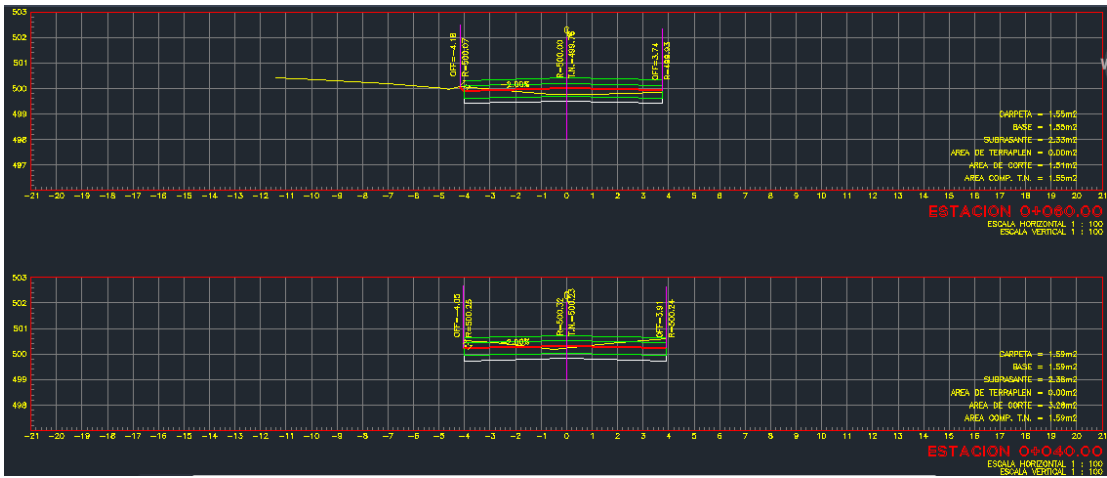 503
502
501
500
499
498
497
OFF=-4.18
R=500.07
R=500.00
T.N.=499.76
OFF=3.74
R=499.93
-2.00%
CARPETA = 1.55m2
BASE = 1.55m2
SUBRASANTE = 2.33m2
AREA DE TERRAPLEN = 0.00m2
AREA DE CORTE = 1.51m2
AREA COMP. T.N. = 1.55m2
-21 -20 -19 -18 -17 -16 -15 -14 -13 -12 -11 -10 -9 -8 -7 -6 -5 -4 -3 -2 -1 0 1 2 3 4 5 6 7 8 9 10 11 12 13 14 15 16 17 18 19 20 21
ESTACION 0+060.00
ESCALA HORIZONTAL 1 : 100
ESCALA VERTICAL 1 : 100
503
502
501
500
499
498
OFF=-4.05
R=500.25
R=500.32
T.N.=500.23
OFF=3.91
R=500.24
-2.00%
CARPETA = 1.59m2
BASE = 1.59m2
SUBRASANTE = 2.38m2
AREA DE TERRAPLEN = 0.00m2
AREA DE CORTE = 3.26m2
AREA COMP. T.N. = 1.59m2
-21 -20 -19 -18 -17 -16 -15 -14 -13 -12 -11 -10 -9 -8 -7 -6 -5 -4 -3 -2 -1 0 1 2 3 4 5 6 7 8 9 10 11 12 13 14 15 16 17 18 19 20 21
ESTACION 0+040.00
ESCALA HORIZONTAL 1 : 100
ESCALA VERTICAL 1 : 100